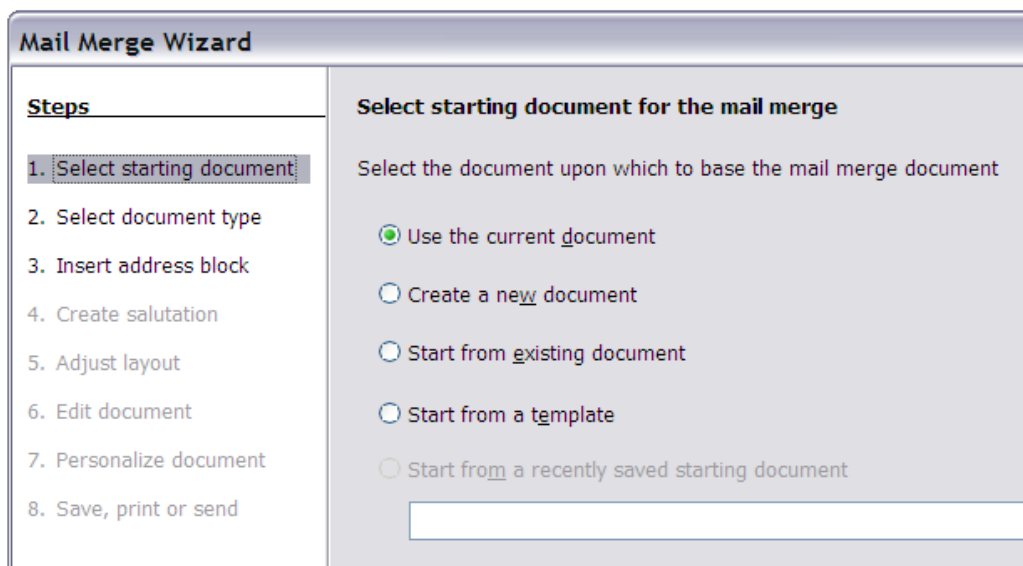 Mail Merge Wizard
Steps
1. Select starting document
2. Select document type
3. Insert address block
4. Create salutation
5. Adjust layout
6. Edit document
7. Personalize document
8. Save, print or send
Select starting document for the mail merge
Select the document upon which to base the mail merge document
Use the current document
Create a new document
Start from existing document
Start from a template
Start from a recently saved starting document